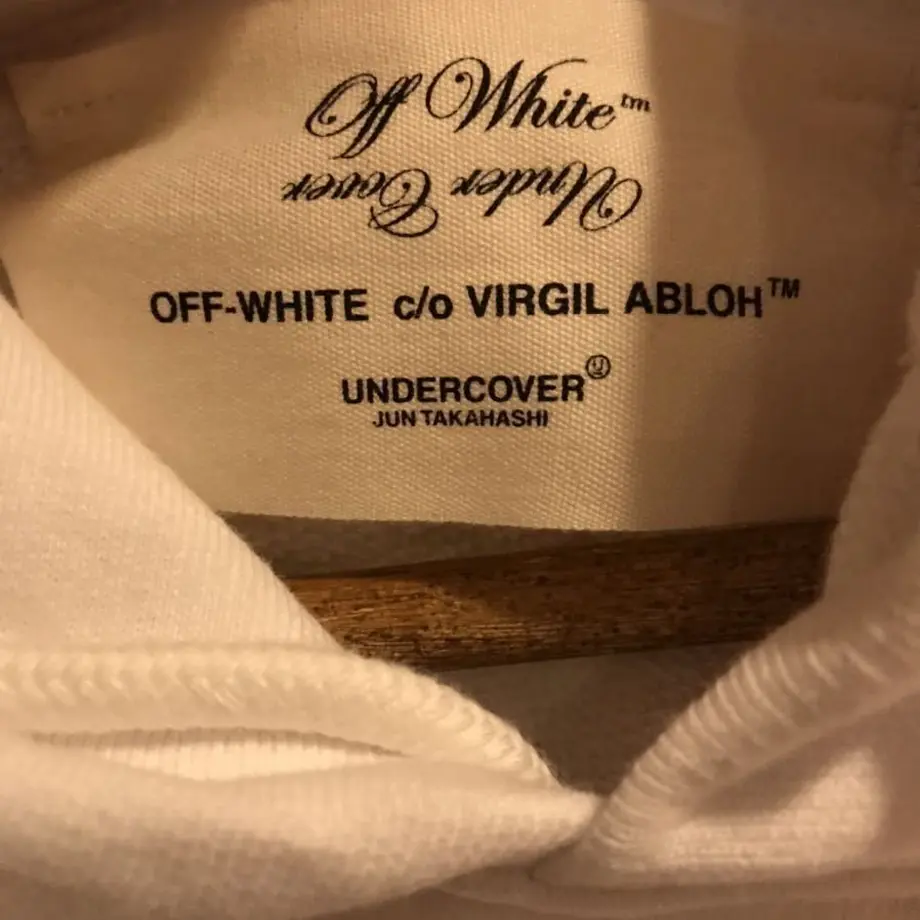 Off White™
Under Cover
OFF-WHITE c/o VIRGIL ABLOH™
UNDERCOVER
JUN TAKAHASHI